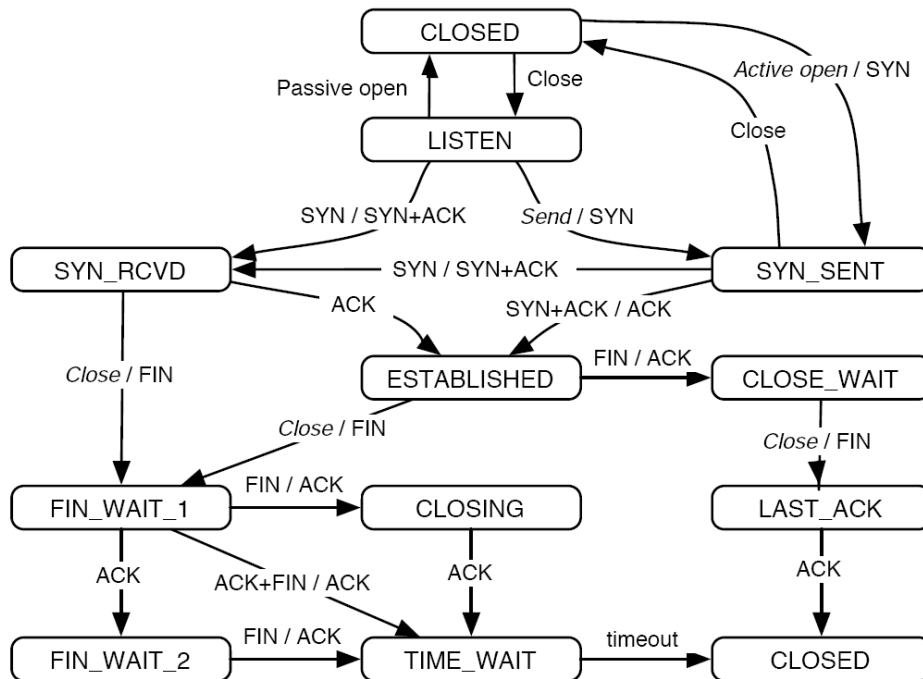 CLOSED
Active open / SYN
Passive open
Close
Close
LISTEN
SYN / SYN+ACK
Send / SYN
SYN_RCVD
SYN / SYN+ACK
SYN_SENT
ACK
SYN+ACK / ACK
Close / FIN
ESTABLISHED
FIN / ACK
CLOSE_WAIT
Close / FIN
Close / FIN
FIN_WAIT_1
FIN / ACK
CLOSING
LAST_ACK
ACK
ACK+FIN / ACK
ACK
ACK
FIN_WAIT_2
FIN / ACK
TIME_WAIT
timeout
CLOSED